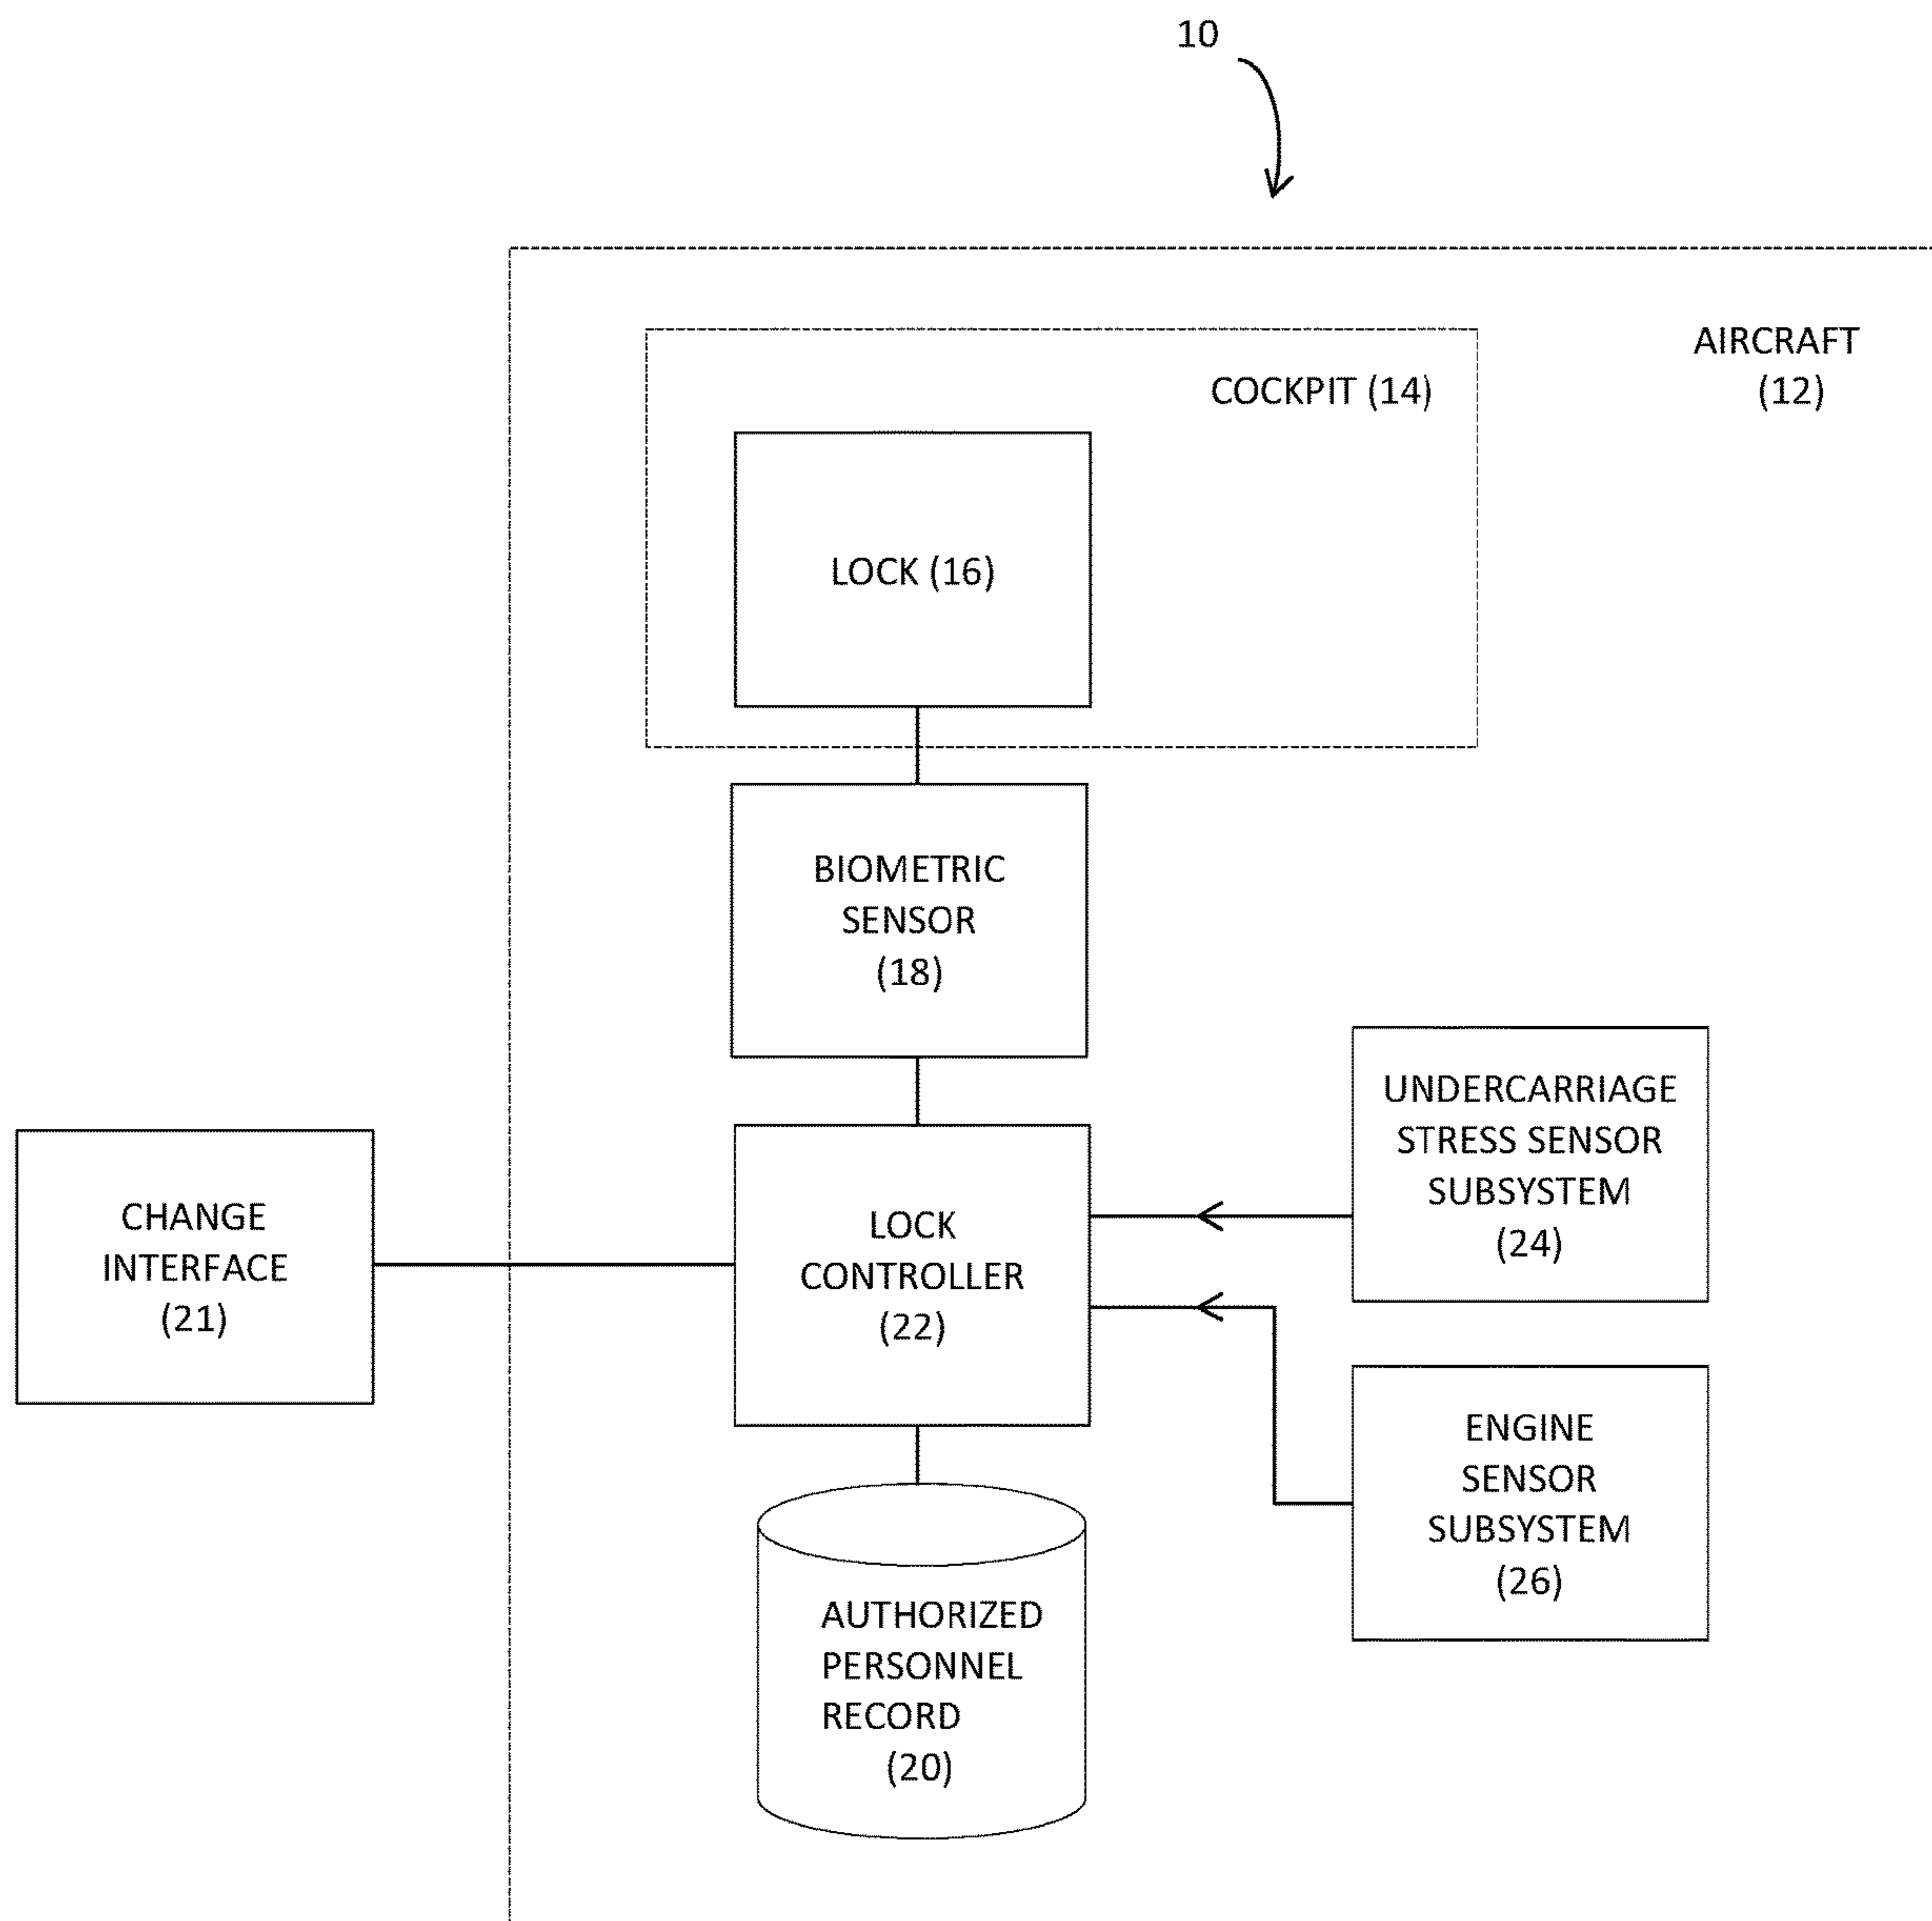 10
AIRCRAFT
(12)
COCKPIT (14)
LOCK (16)
BIOMETRIC
SENSOR
(18)
UNDERCARRIAGE
STRESS SENSOR
SUBSYSTEM
(24)
CHANGE
INTERFACE
(21)
LOCK
CONTROLLER
(22)
ENGINE
SENSOR
SUBSYSTEM
(26)
AUTHORIZED
PERSONNEL
RECORD
(20)